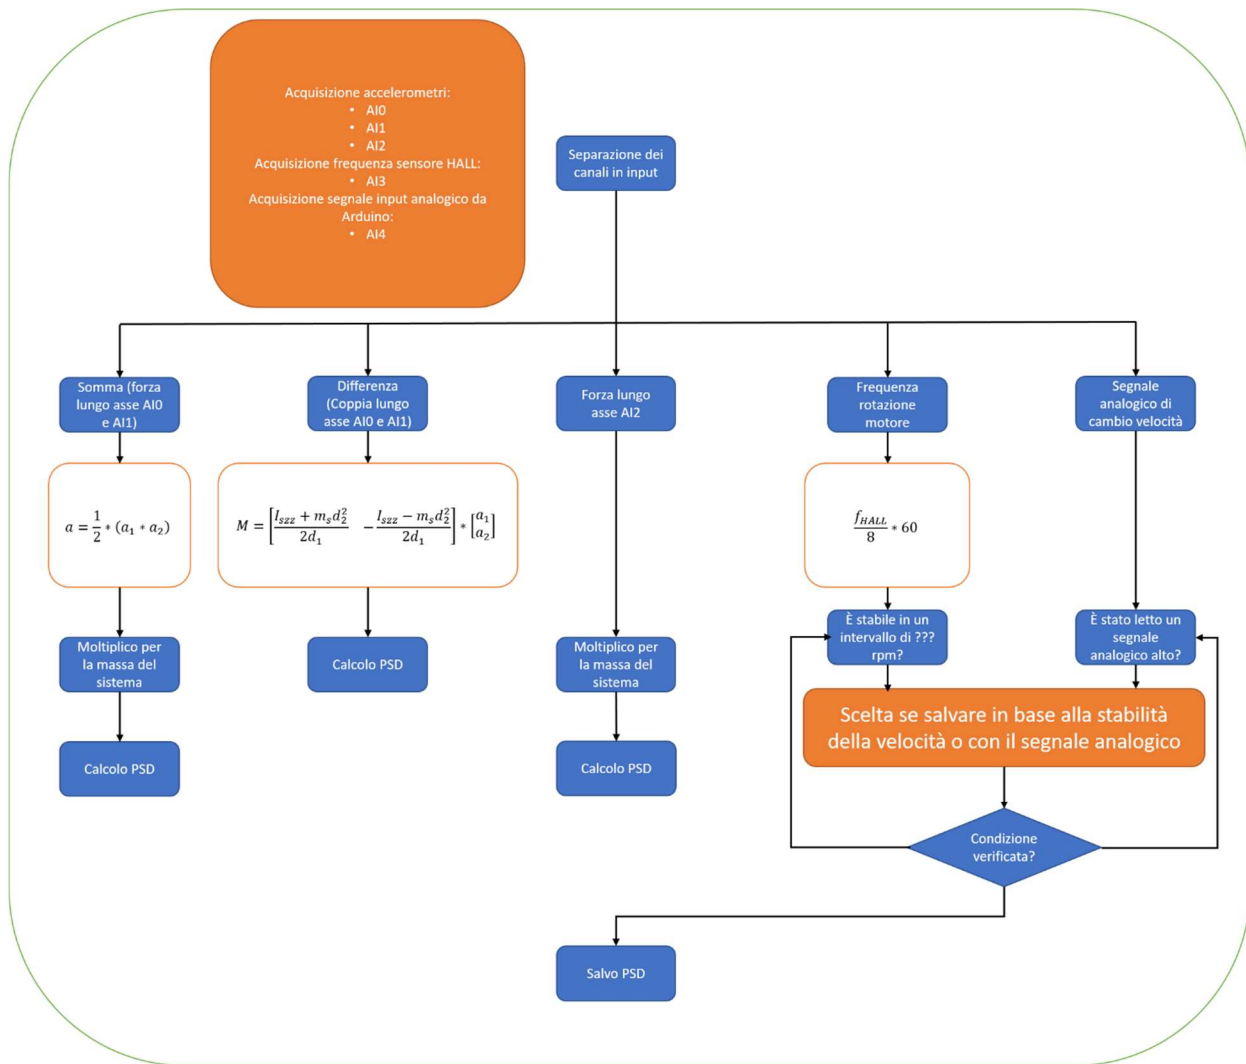 Acquisizione accelerometri:
• AI0
• AI1
• AI2
Acquisizione frequenza sensore HALL:
• AI3
Acquisizione segnale input analogico da
Arduino:
• AI4
Separazione dei
canali in input
Somma (forza
lungo asse AI0
e AI1)
Differenza
(Coppia lungo
asse AI0 e AI1)
Forza lungo
asse AI2
Frequenza
rotazione
motore
Segnale
analogico di
cambio velocità
a = 1/2 * (a₁ * a₂)
M = [(I_szz + m_s d₂²)/(2d₁)  −(I_szz − m_s d₂²)/(2d₁)] * [a₁ a₂]
f_HALL/8 * 60
Moltiplico per
la massa del
sistema
Calcolo PSD
Moltiplico per
la massa del
sistema
È stabile in un
intervallo di ???
rpm?
È stato letto un
segnale
analogico alto?
Scelta se salvare in base alla stabilità
della velocità o con il segnale analogico
Calcolo PSD
Calcolo PSD
Condizione
verificata?
Salvo PSD